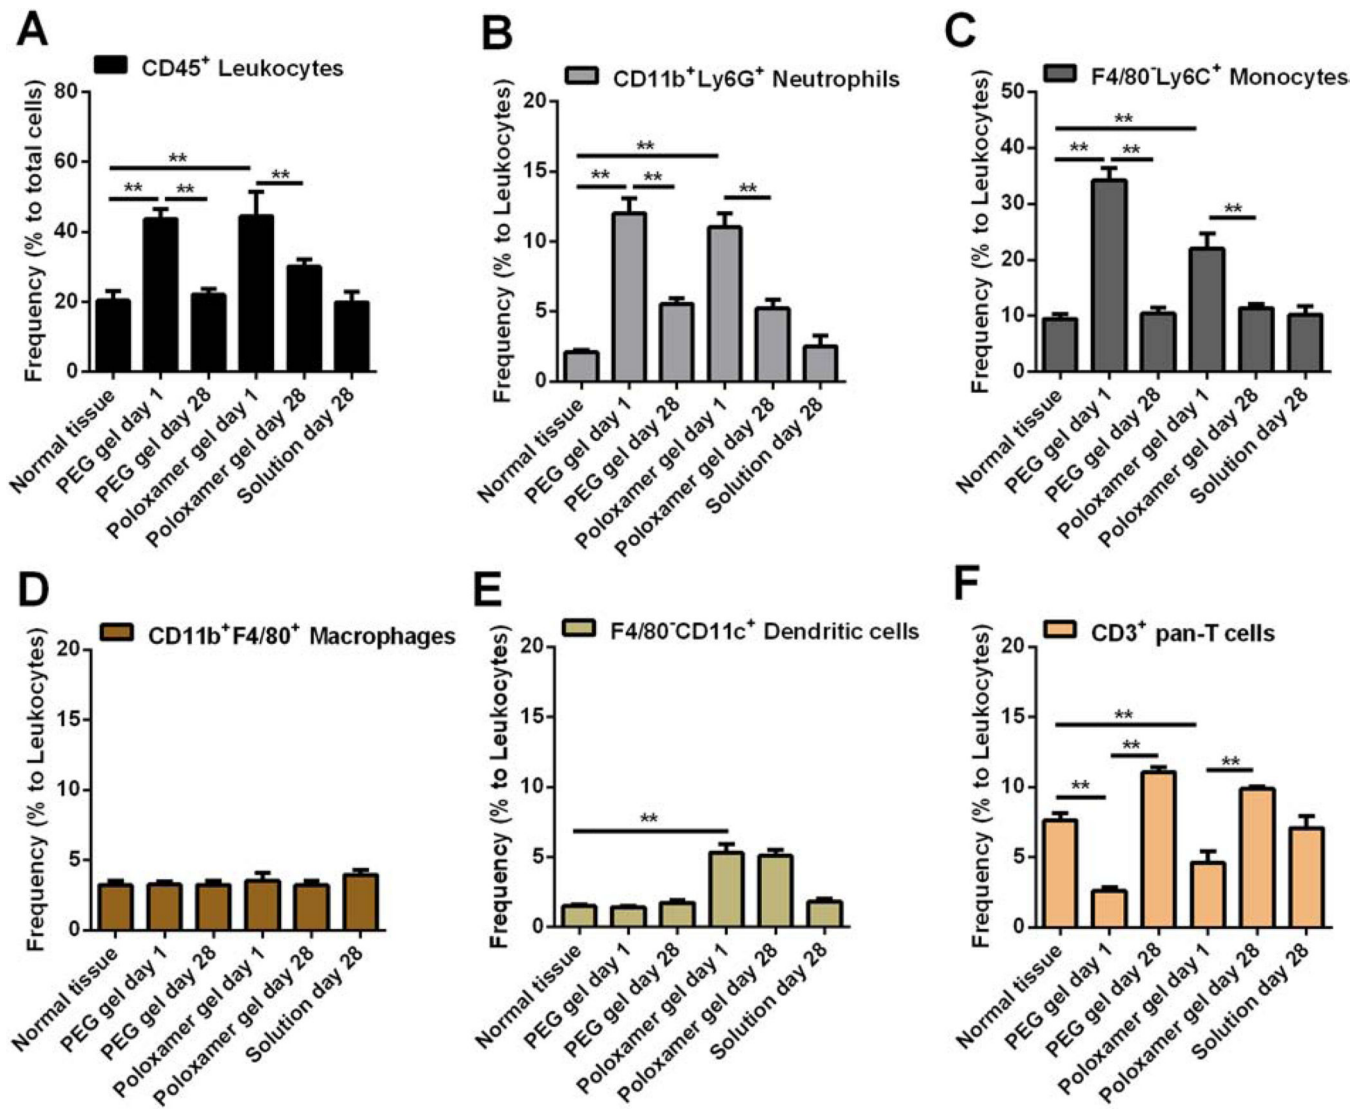 A
CD45⁺ Leukocytes
Frequency (% to total cells)
80
60
40
20
0
**
**
**
**
Normal tissue
PEG gel day 1
PEG gel day 28
Poloxamer gel day 1
Poloxamer gel day 28
Solution day 28
B
CD11b⁺Ly6G⁺ Neutrophils
Frequency (% to Leukocytes)
20
15
10
5
0
**
**
**
**
Normal tissue
PEG gel day 1
PEG gel day 28
Poloxamer gel day 1
Poloxamer gel day 28
Solution day 28
C
F4/80⁻Ly6C⁺ Monocytes
Frequency (% to Leukocytes)
50
40
30
20
10
0
**
**
**
**
Normal tissue
PEG gel day 1
PEG gel day 28
Poloxamer gel day 1
Poloxamer gel day 28
Solution day 28
D
CD11b⁺F4/80⁺ Macrophages
Frequency (% to Leukocytes)
20
15
10
5
0
Normal tissue
PEG gel day 1
PEG gel day 28
Poloxamer gel day 1
Poloxamer gel day 28
Solution day 28
E
F4/80⁻CD11c⁺ Dendritic cells
Frequency (% to Leukocytes)
20
15
10
5
0
**
Normal tissue
PEG gel day 1
PEG gel day 28
Poloxamer gel day 1
Poloxamer gel day 28
Solution day 28
F
CD3⁺ pan-T cells
Frequency (% to Leukocytes)
20
15
10
5
0
**
**
**
**
Normal tissue
PEG gel day 1
PEG gel day 28
Poloxamer gel day 1
Poloxamer gel day 28
Solution day 28